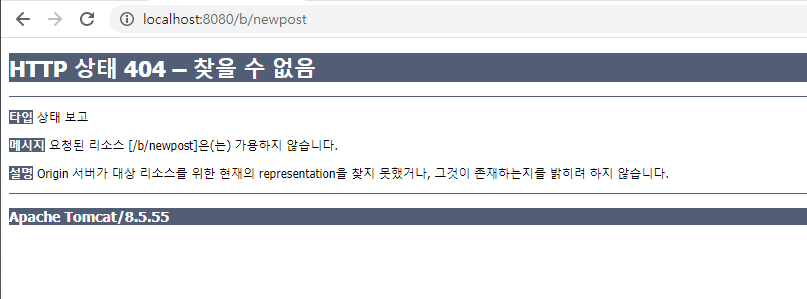 localhost:8080/b/newpost
HTTP 상태 404 – 찾을 수 없음
타입 상태 보고
메시지 요청된 리소스 [/b/newpost]은(는) 가용하지 않습니다.
설명 Origin 서버가 대상 리소스를 위한 현재의 representation을 찾지 못했거나, 그것이 존재하는지를 밝히려 하지 않습니다.
Apache Tomcat/8.5.55